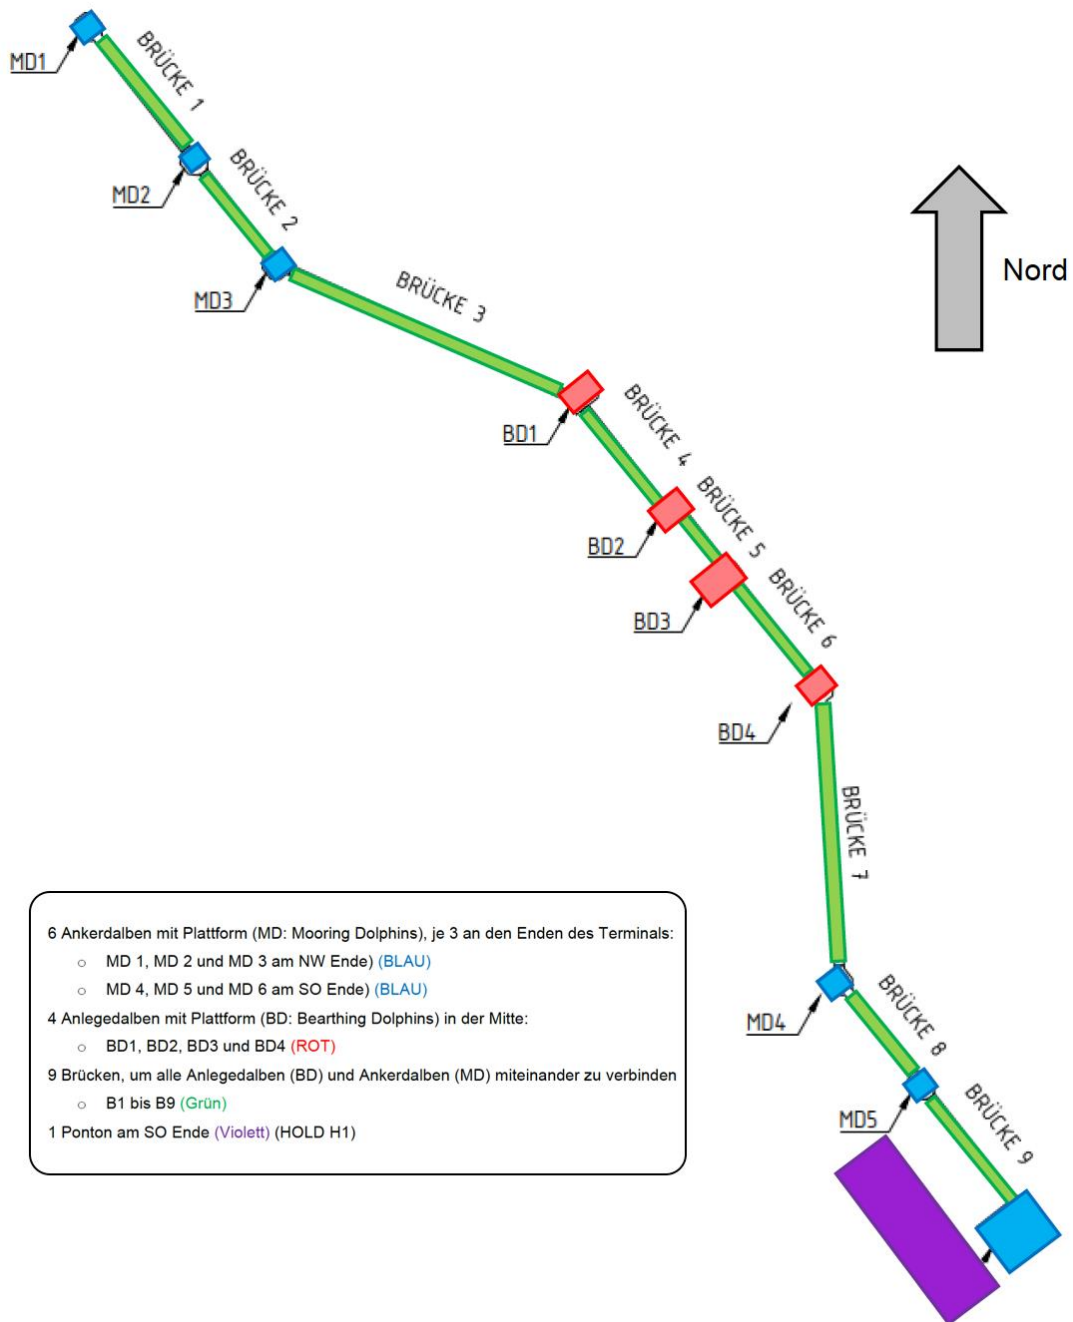 MD1
BRÜCKE 1
MD2
BRÜCKE 2
MD3
BRÜCKE 3
Nord
BD1
BRÜCKE 4
BD2
BRÜCKE 5
BD3
BRÜCKE 6
BD4
BRÜCKE 7
MD4
BRÜCKE 8
MD5
BRÜCKE 9
6 Ankerdalben mit Plattform (MD: Mooring Dolphins), je 3 an den Enden des Terminals:
○ MD 1, MD 2 und MD 3 am NW Ende) (BLAU)
○ MD 4, MD 5 und MD 6 am SO Ende) (BLAU)
4 Anlegedalben mit Plattform (BD: Bearthing Dolphins) in der Mitte:
○ BD1, BD2, BD3 und BD4 (ROT)
9 Brücken, um alle Anlegedalben (BD) und Ankerdalben (MD) miteinander zu verbinden
○ B1 bis B9 (Grün)
1 Ponton am SO Ende (Violett) (HOLD H1)